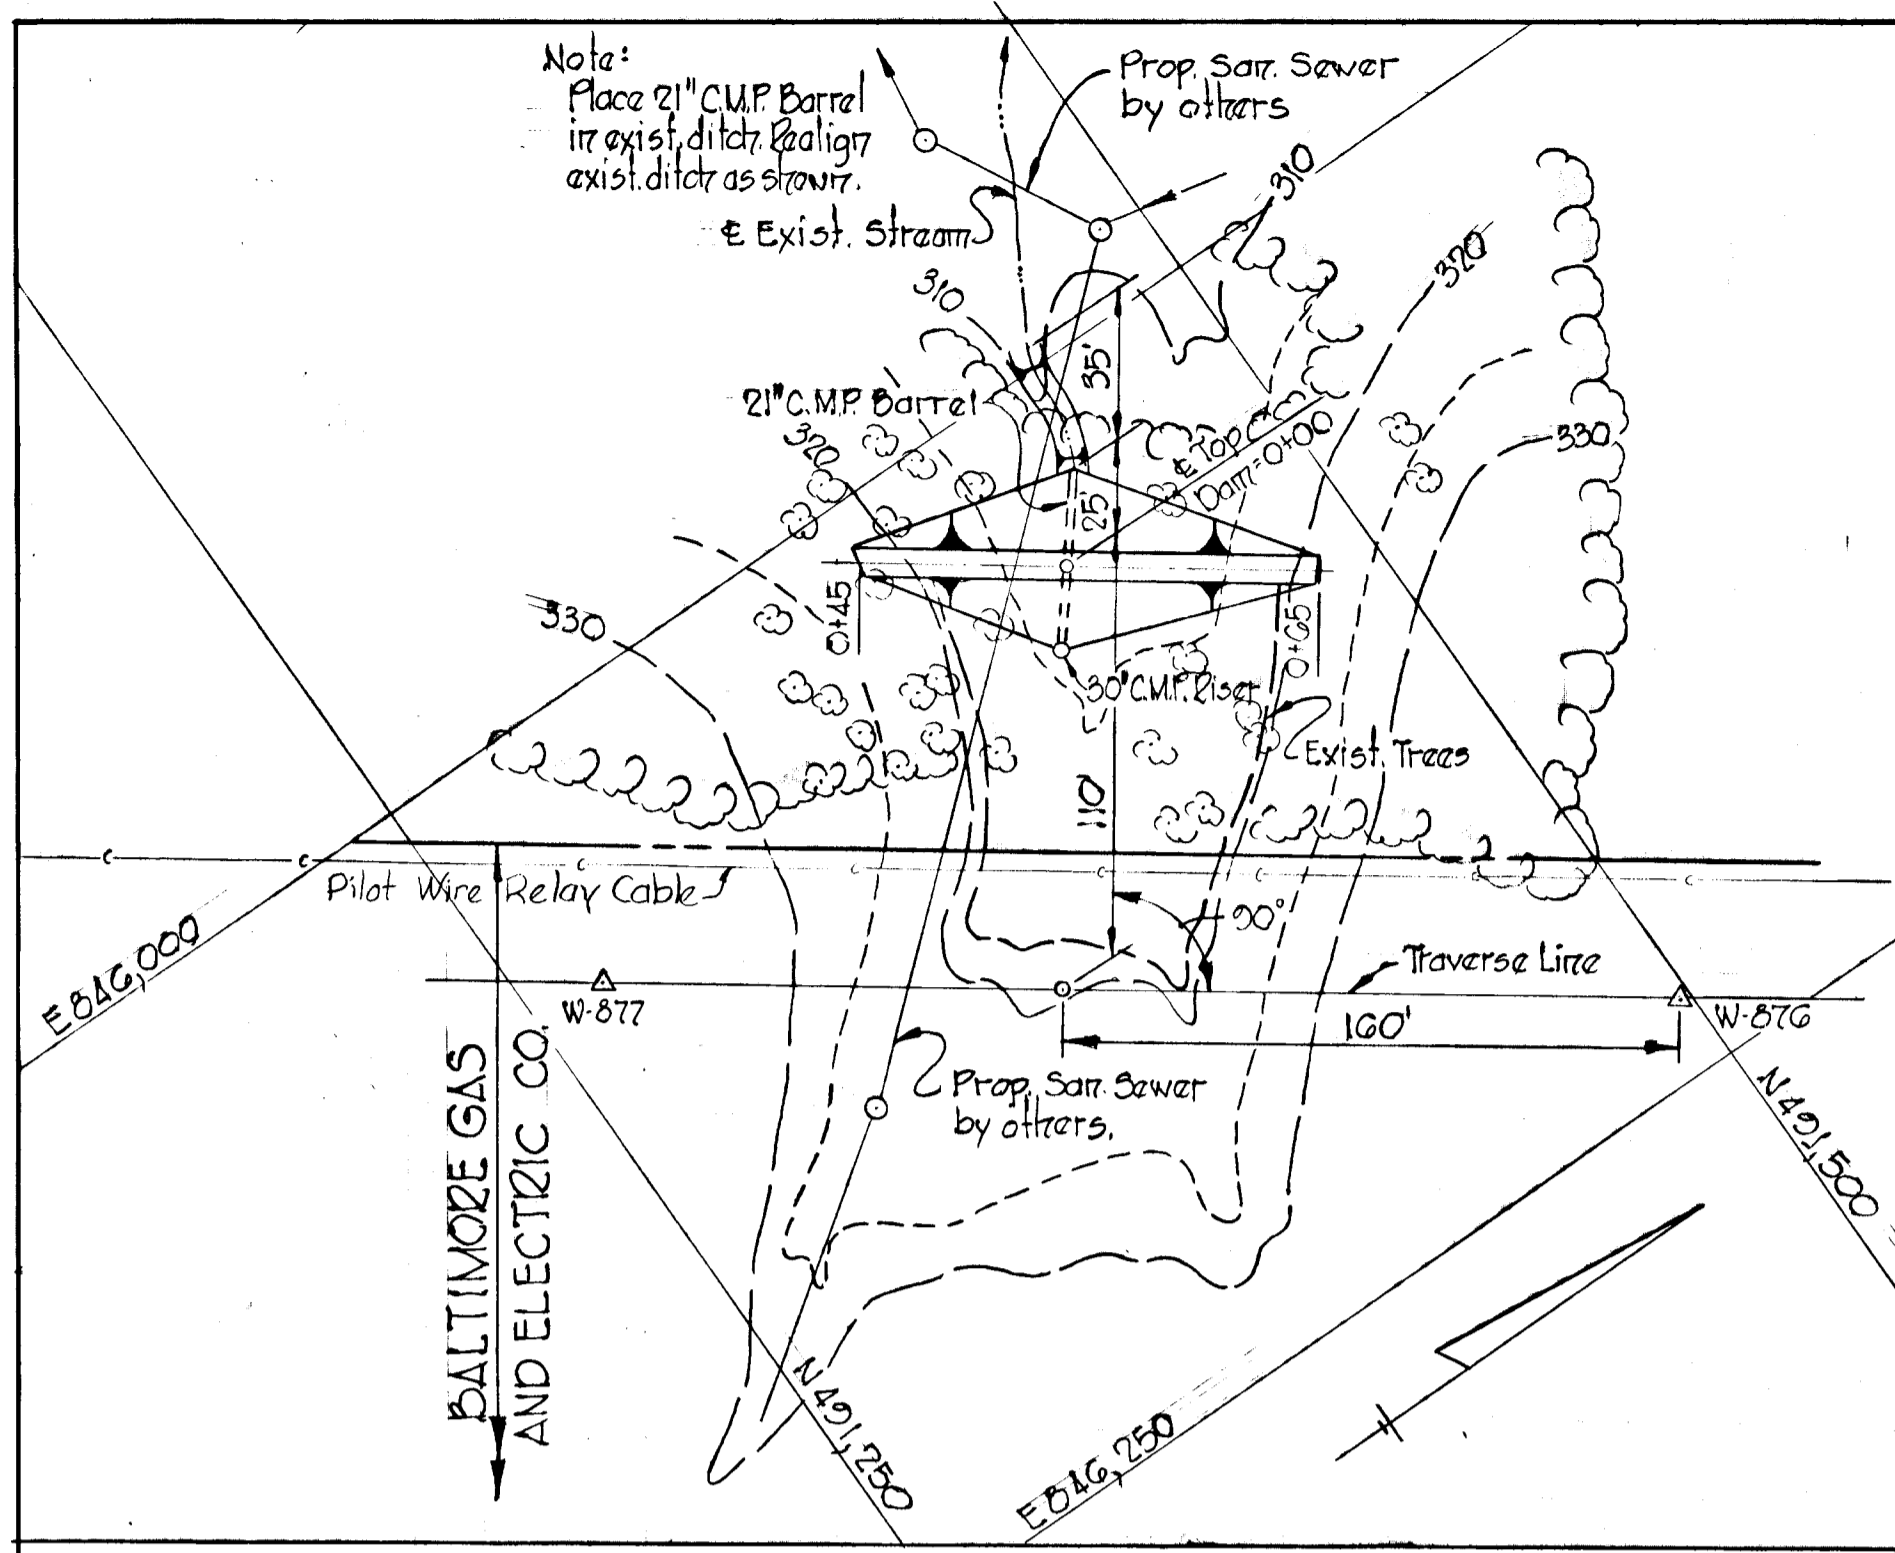 Note:
Place 21" C.M.P. Barrel
in exist. ditch. Realign
exist. ditch as shown.
Prop. San. Sewer
by others
310
℄ Exist. Stream
320
310
35'
21" C.M.P. Barrel
320
℄ Top
Dam = 0+00
330
25'
330
0+45
0+65
30" C.M.P. Riser
Exist. Trees
110
Pilot Wire Relay Cable
90°
E 846,000
Traverse Line
W-877
W-876
160'
Prop. San. Sewer
by others.
N 491,500
BALTIMORE GAS
AND ELECTRIC CO.
N 491,250
E 846,250